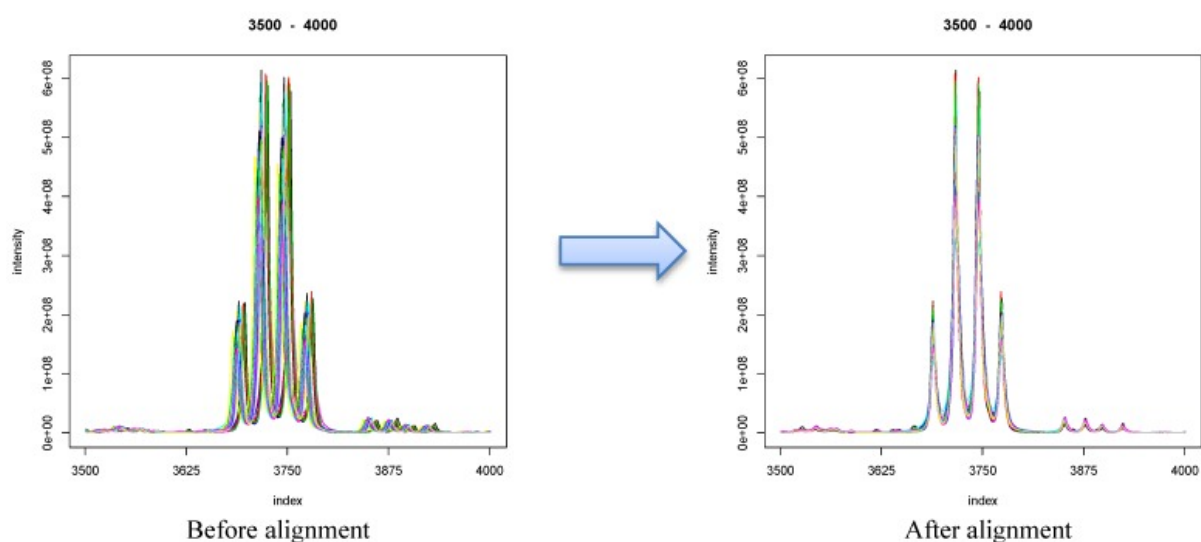 3500 - 4000
6e+08
5e+08
4e+08
3e+08
2e+08
1e+08
0e+00
intensity
3500 3625 3750 3875 4000
index
Before alignment
3500 - 4000
6e+08
5e+08
4e+08
3e+08
2e+08
1e+08
0e+00
intensity
3500 3625 3750 3875 4000
index
After alignment